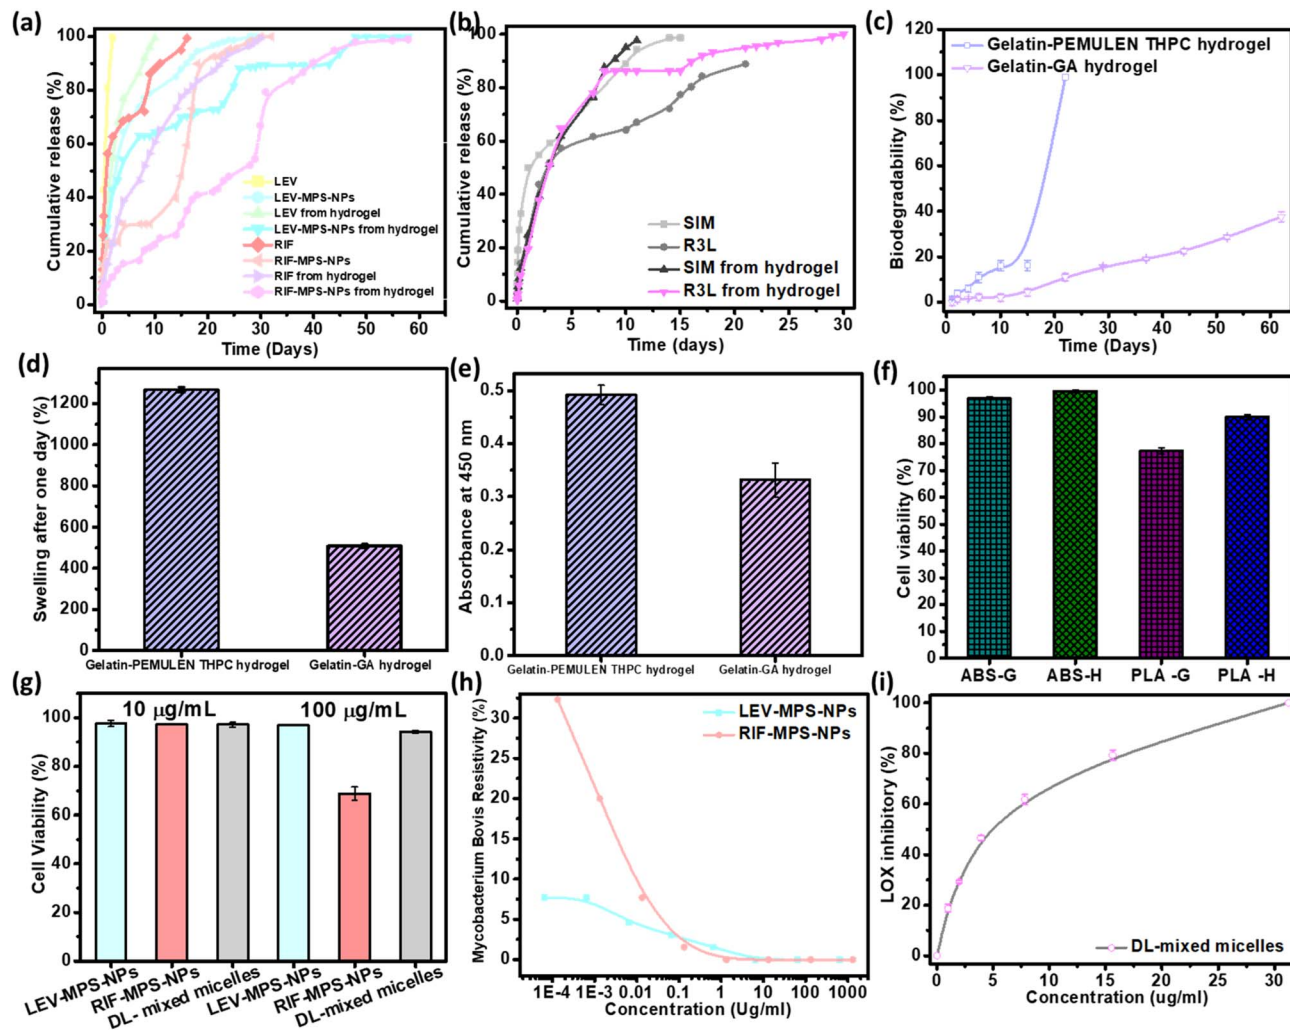 (a)
Cumulative release (%)
100
80
60
40
20
0
LEV
LEV-MPS-NPs
LEV from hydrogel
LEV-MPS-NPs from hydrogel
RIF
RIF-MPS-NPs
RIF from hydrogel
RIF-MPS-NPs from hydrogel
0 10 20 30 40 50 60
Time (Days)
(b)
Cumulative release (%)
100
80
60
40
20
0
SIM
R3L
SIM from hydrogel
R3L from hydrogel
0 5 10 15 20 25 30
Time (days)
(c)
Biodegradability (%)
120
100
80
60
40
20
0
Gelatin-PEMULEN THPC hydrogel
Gelatin-GA hydrogel
0 10 20 30 40 50 60
Time (Days)
(d)
Swelling after one day (%)
1200
1000
800
600
400
200
0
Gelatin-PEMULEN THPC hydrogel Gelatin-GA hydrogel
(e)
Absorbance at 450 nm
0.5
0.4
0.3
0.2
0.1
0.0
Gelatin-PEMULEN THPC hydrogel Gelatin-GA hydrogel
(f)
Cell viability (%)
100
90
80
70
60
50
40
30
20
10
0
ABS-G ABS-H PLA -G PLA -H
(g)
Cell Viability (%)
100
80
60
40
20
0
10 μg/mL 100 μg/mL
LEV-MPS-NPs
RIF-MPS-NPs
DL- mixed micelles
LEV-MPS-NPs
RIF-MPS-NPs
DL-mixed micelles
(h)
Mycobacterium Bovis Resistivity (%)
30
25
20
15
10
5
0
LEV-MPS-NPs
RIF-MPS-NPs
1E-4 1E-3 0.01 0.1 1 10 100 1000
Concentration (Ug/ml)
(i)
LOX inhibitory (%)
100
80
60
40
20
0
DL-mixed micelles
0 5 10 15 20 25 30
Concentration (ug/ml)